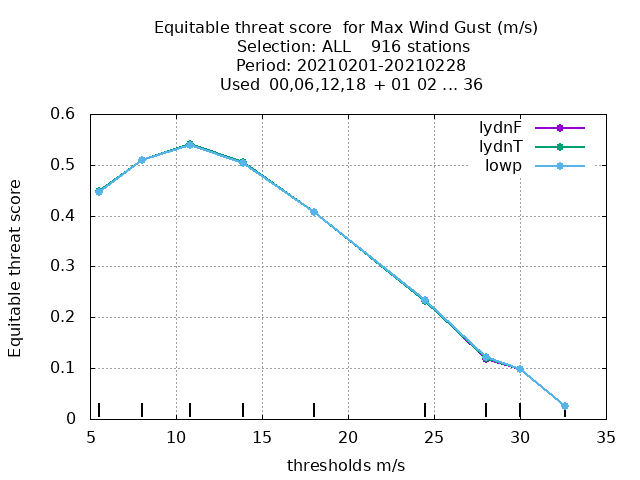 Equitable threat score  for Max Wind Gust (m/s)
Selection: ALL    916 stations
Period: 20210201-20210228
Used  00,06,12,18  + 01 02 ... 36
lydnF
lydnT
lowp
0.6
0.5
0.4
0.3
0.2
0.1
0
Equitable threat score
5 10 15 20 25 30 35
thresholds m/s